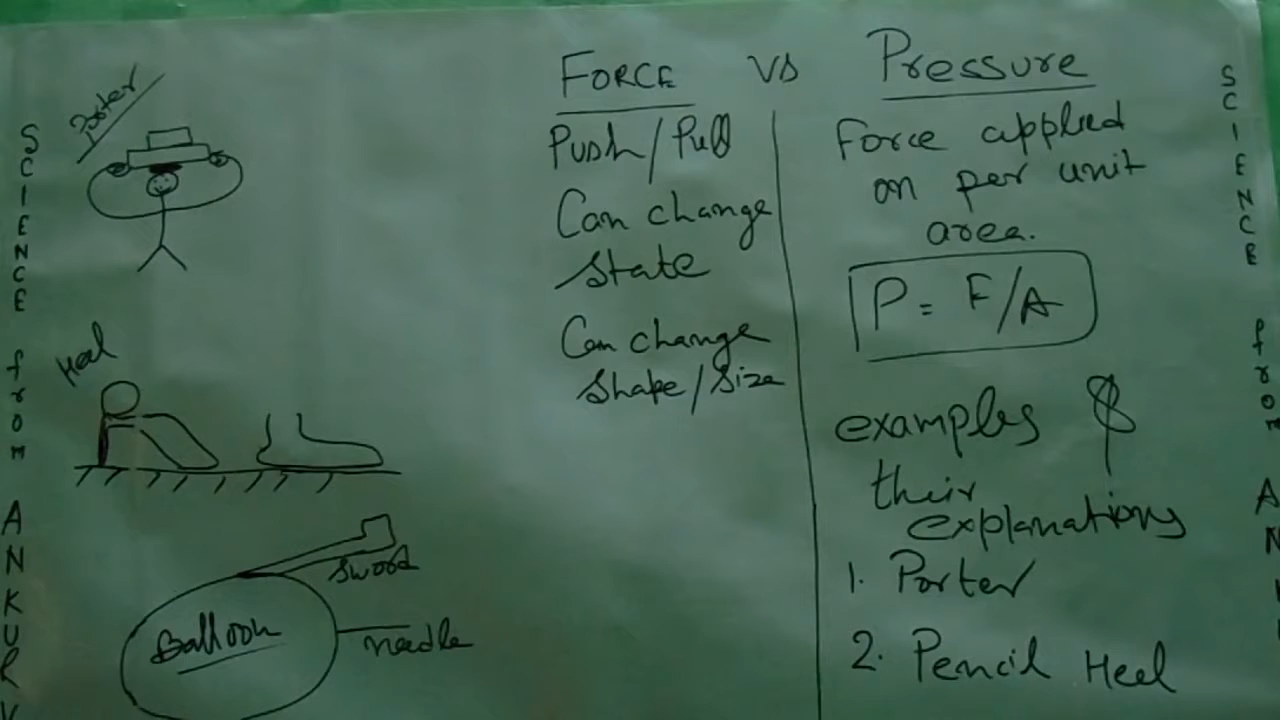 SCIENCE from ANKUR
Porter
Heel
Sword
Balloon
needle
FORCE vs Pressure
Push/Pull
Can change
state
Can change
shape/size
Force applied
on per unit
area.
P = F/A
examples &
their
explanations
1. Porter
2. Pencil Heel
SCIENCE from AN